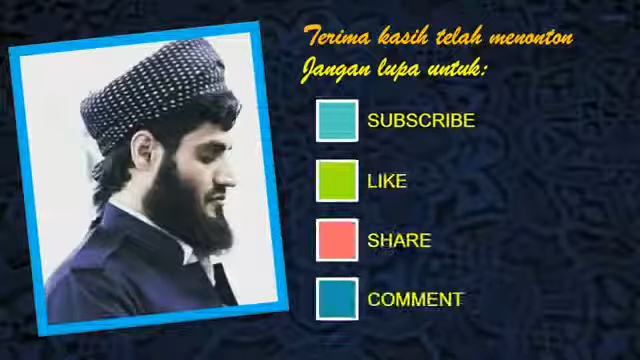 Terima kasih telah menonton
Jangan lupa untuk:
SUBSCRIBE
LIKE
SHARE
COMMENT